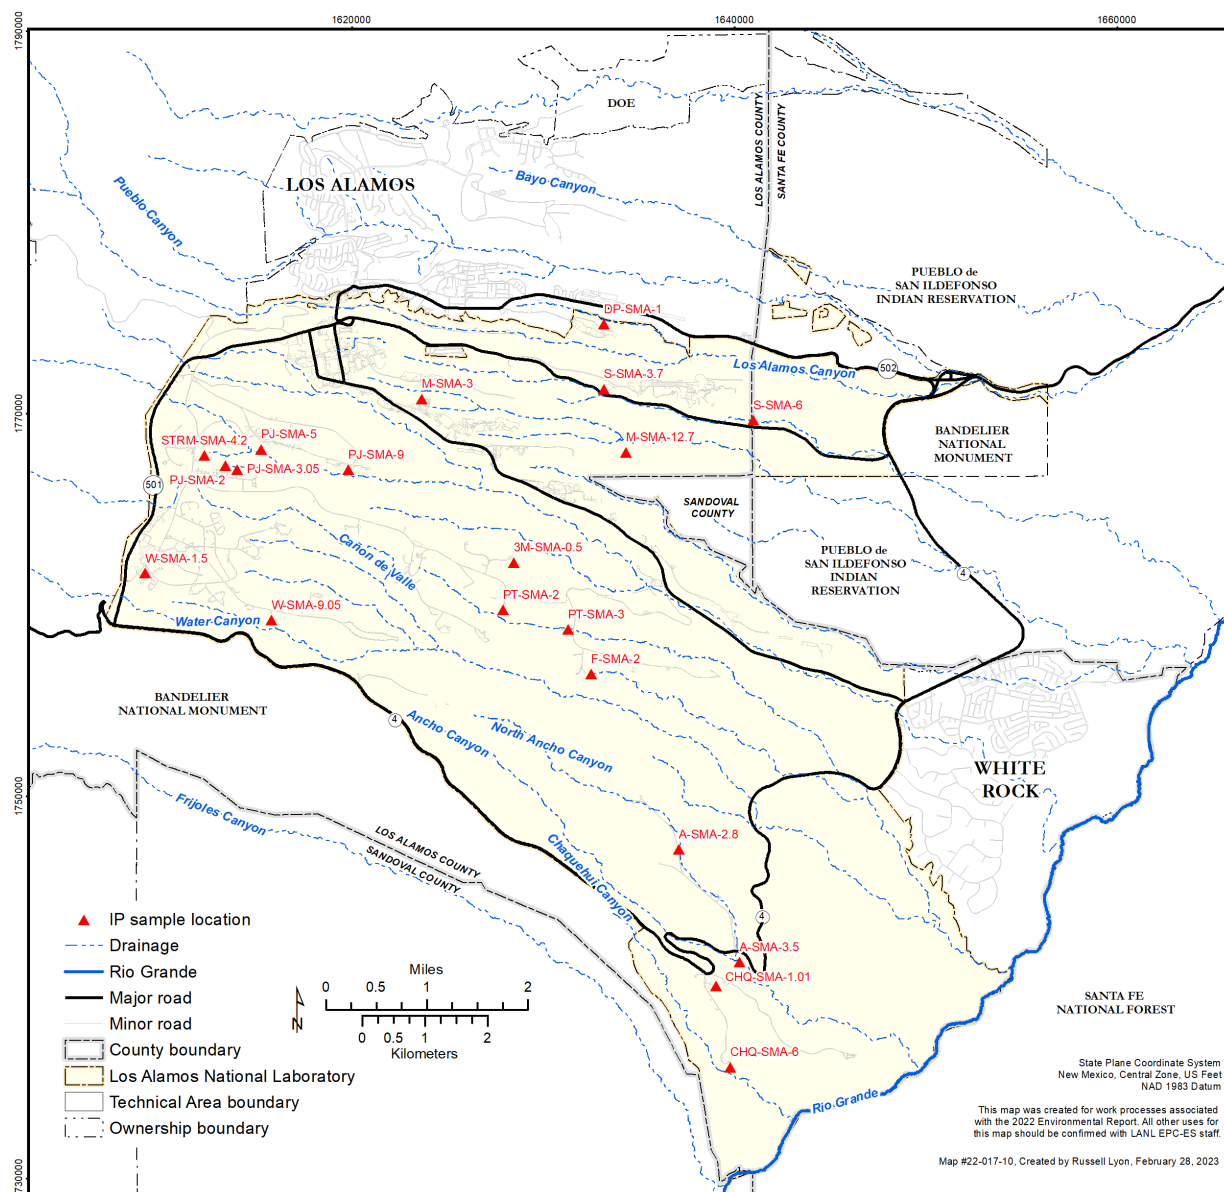 1620000
1640000
1660000
1790000
DOE
LOS ALAMOS COUNTY
SANTA FE COUNTY
LOS ALAMOS
Bayo Canyon
Pueblo Canyon
PUEBLO de
SAN ILDEFONSO
INDIAN RESERVATION
DP-SMA-1
Los Alamos Canyon
502
S-SMA-3.7
M-SMA-3
S-SMA-6
1770000
BANDELIER
NATIONAL
MONUMENT
STRM-SMA-4.2
PJ-SMA-5
M-SMA-12.7
PJ-SMA-9
PJ-SMA-3.05
PJ-SMA-2
501
SANDOVAL
COUNTY
3M-SMA-0.5
Cañon de Valle
PUEBLO de
SAN ILDEFONSO
INDIAN
RESERVATION
4
W-SMA-1.5
PT-SMA-2
W-SMA-9.05
PT-SMA-3
Water Canyon
F-SMA-2
BANDELIER
NATIONAL MONUMENT
4
Ancho Canyon
North Ancho Canyon
WHITE
ROCK
1750000
Frijoles Canyon
LOS ALAMOS COUNTY
SANDOVAL COUNTY
A-SMA-2.8
Chaquehui Canyon
4
A-SMA-3.5
CHQ-SMA-1.01
SANTA FE
NATIONAL FOREST
CHQ-SMA-6
Rio Grande
IP sample location
Drainage
Rio Grande
Major road
Minor road
County boundary
Los Alamos National Laboratory
Technical Area boundary
Ownership boundary
N
Miles
0 0.5 1 2
0 0.5 1 2
Kilometers
State Plane Coordinate System
New Mexico, Central Zone, US Feet
NAD 1983 Datum
This map was created for work processes associated
with the 2022 Environmental Report. All other uses for
this map should be confirmed with LANL EPC-ES staff.
Map #22-017-10, Created by Russell Lyon, February 28, 2023